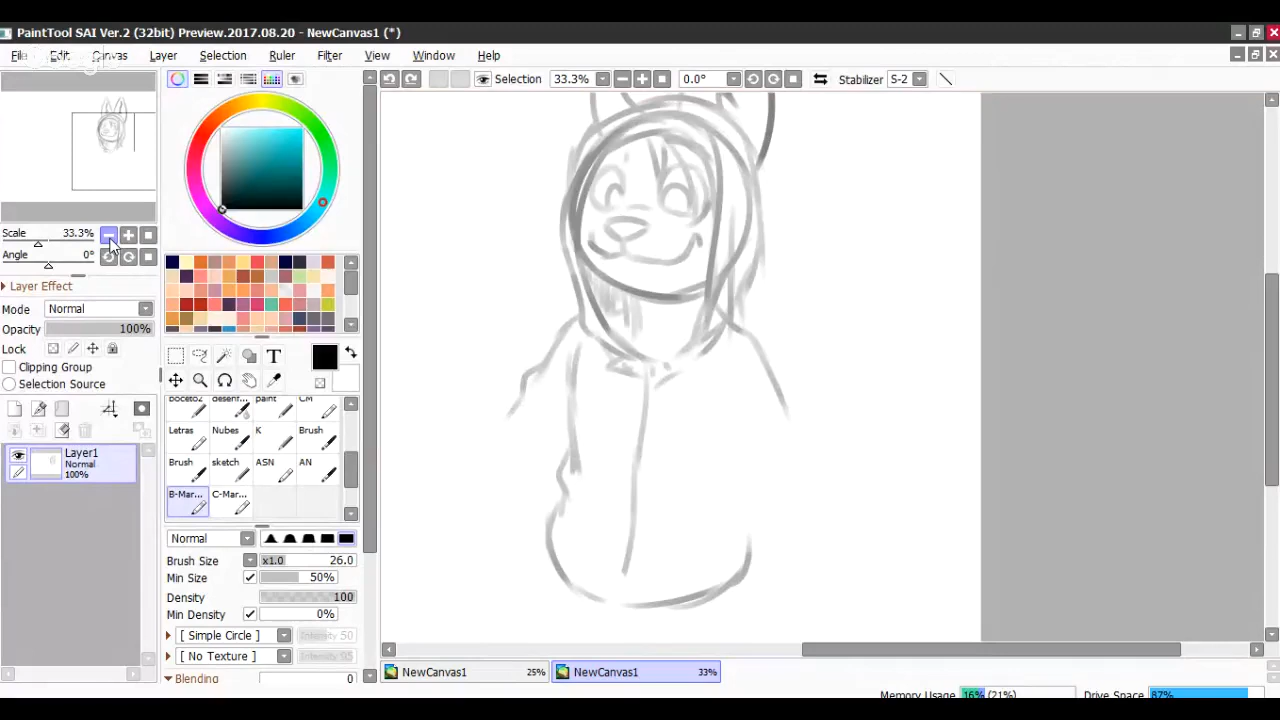 PaintTool SAI Ver.2 (32bit) Preview.2017.08.20 - NewCanvas1 (*)
File Edit Canvas Layer Selection Ruler Filter View Window Help
Selection 33.3% 0.0° Stabilizer S-2
Scale 33.3%
Angle 0°
Layer Effect
Mode Normal
Opacity 100%
Lock
Clipping Group
Selection Source
Layer1
Normal
100%
T
boceto2 paint CM
Letras Nubes K Brush
Brush sketch ASN AN
B-Mar... C-Mar...
Normal
Brush Size x1.0 26.0
Min Size 50%
Density 100
Min Density 0%
[ Simple Circle ] Intensity 50
[ No Texture ] Intensity 95
Blending 0
NewCanvas1 25% NewCanvas1 33%
Memory Usage 16% (21%) Drive Space 87%